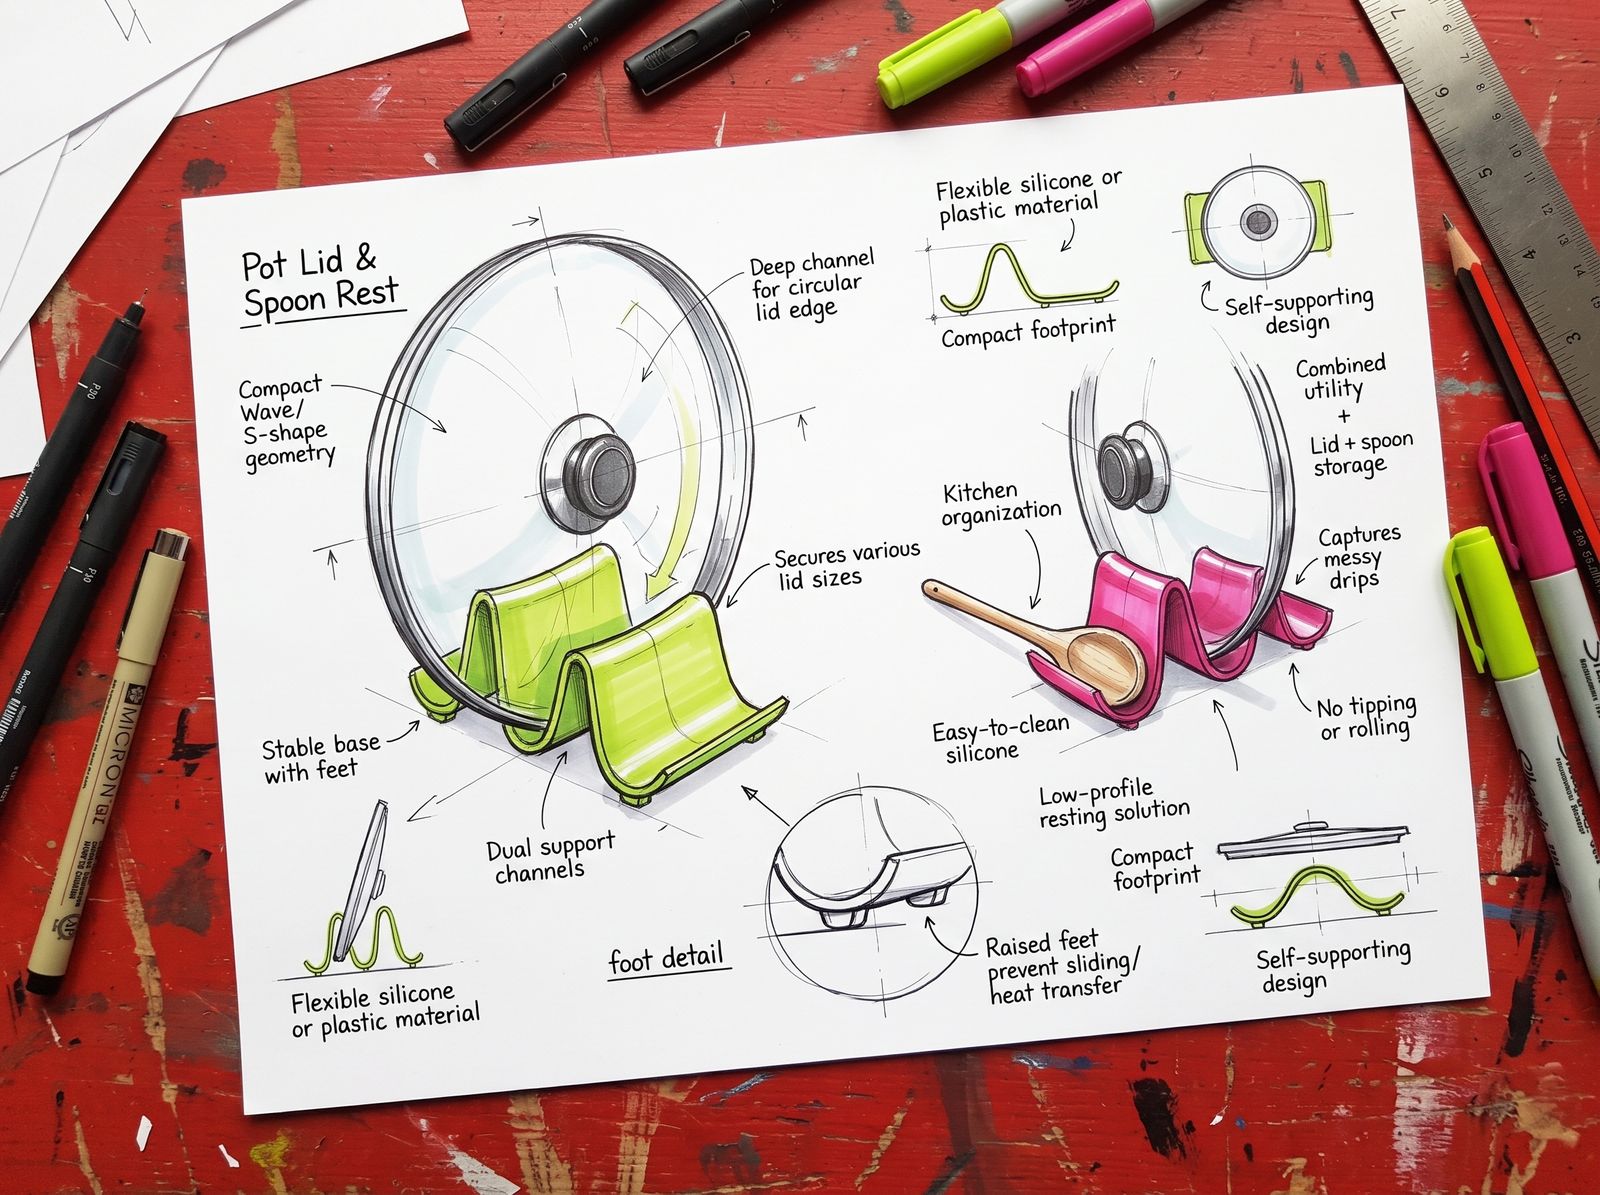 Pot Lid &
Spoon Rest
Compact
Wave/
S-shape
geometry
Deep channel
for circular
lid edge
Secures various
lid sizes
Stable base
with feet
Dual support
channels
Flexible silicone
or plastic material
foot detail
Raised feet
prevent sliding/
heat transfer
Flexible silicone or
plastic material
Compact footprint
Self-supporting
design
Combined
utility
+
Lid + spoon
storage
Kitchen
organization
Captures
messy
drips
Easy-to-clean
silicone
No tipping
or rolling
Low-profile
resting solution
Compact
footprint
Self-supporting
design
MICRON